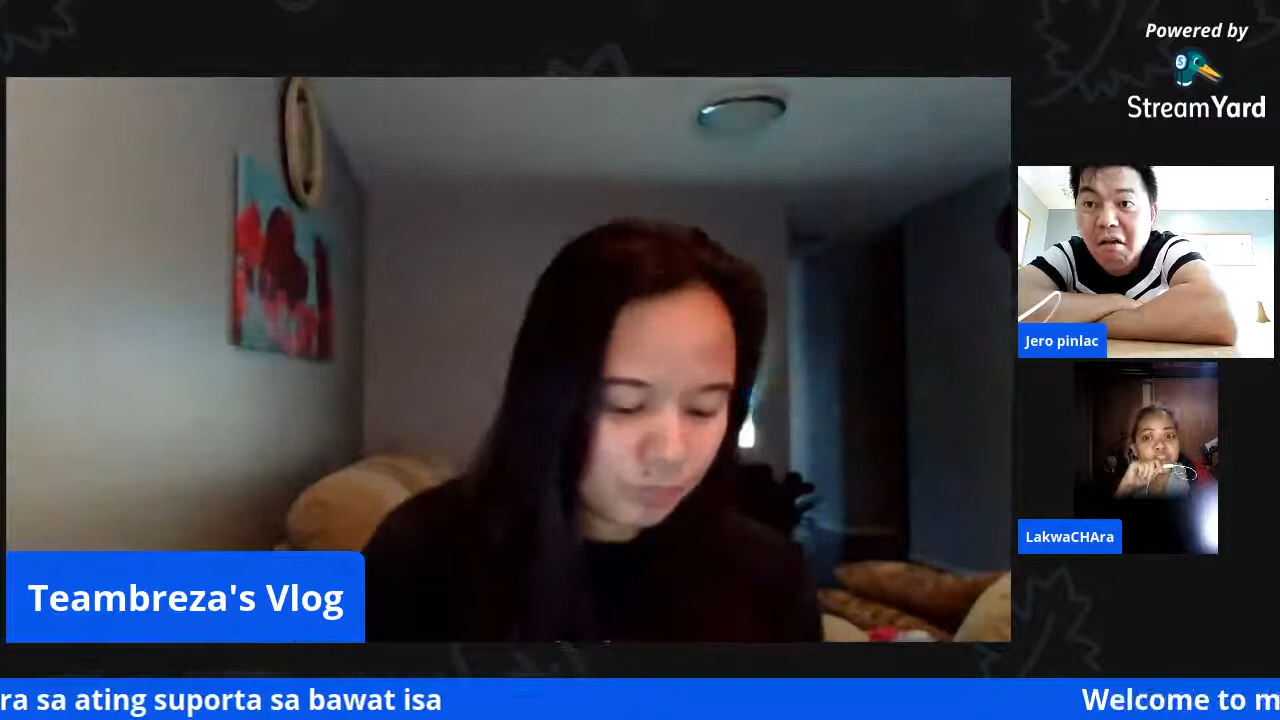 Powered by
StreamYard
Jero pinlac
LakwaCHAra
Teambreza's Vlog
ra sa ating suporta sa bawat isa
Welcome to m